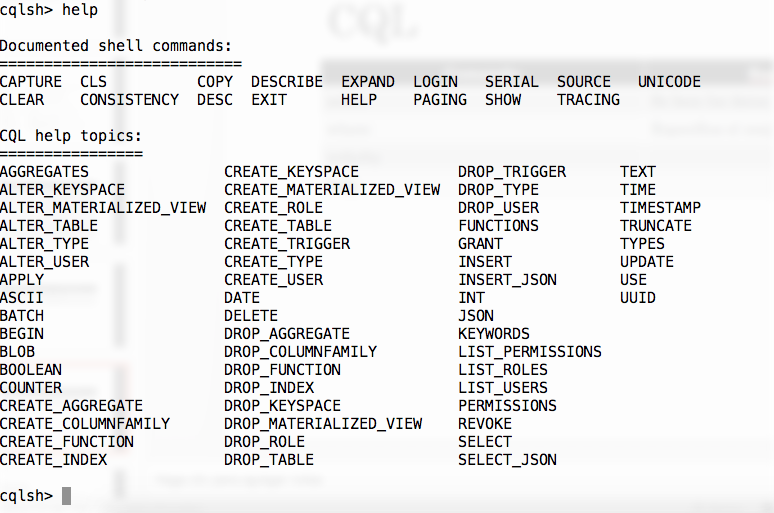 cqlsh> help
Documented shell commands:
===========================
CAPTURE  CLS          COPY  DESCRIBE  EXPAND  LOGIN   SERIAL  SOURCE   UNICODE
CLEAR    CONSISTENCY  DESC  EXIT      HELP    PAGING  SHOW    TRACING
CQL help topics:
================
AGGREGATES               CREATE_KEYSPACE           DROP_TRIGGER      TEXT
ALTER_KEYSPACE           CREATE_MATERIALIZED_VIEW  DROP_TYPE         TIME
ALTER_MATERIALIZED_VIEW  CREATE_ROLE               DROP_USER         TIMESTAMP
ALTER_TABLE              CREATE_TABLE              FUNCTIONS         TRUNCATE
ALTER_TYPE               CREATE_TRIGGER            GRANT             TYPES
ALTER_USER               CREATE_TYPE               INSERT            UPDATE
APPLY                    CREATE_USER               INSERT_JSON       USE
ASCII                    DATE                      INT               UUID
BATCH                    DELETE                    JSON
BEGIN                    DROP_AGGREGATE            KEYWORDS
BLOB                     DROP_COLUMNFAMILY         LIST_PERMISSIONS
BOOLEAN                  DROP_FUNCTION             LIST_ROLES
COUNTER                  DROP_INDEX                LIST_USERS
CREATE_AGGREGATE         DROP_KEYSPACE             PERMISSIONS
CREATE_COLUMNFAMILY      DROP_MATERIALIZED_VIEW    REVOKE
CREATE_FUNCTION          DROP_ROLE                 SELECT
CREATE_INDEX             DROP_TABLE                SELECT_JSON
cqlsh>
CQL